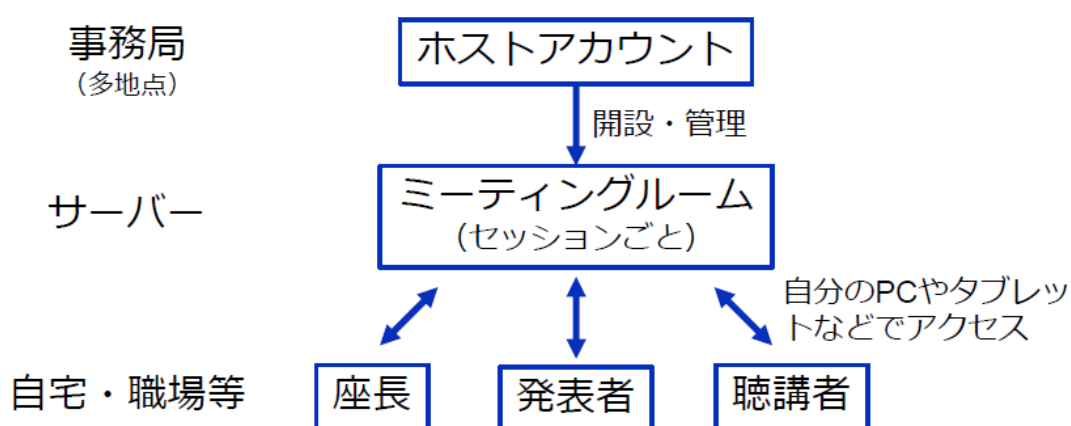 事務局
(多地点)
ホストアカウント
開設・管理
サーバー
ミーティングルーム
(セッションごと)
自分のPCやタブレッ
トなどでアクセス
自宅・職場等
座長
発表者
聴講者